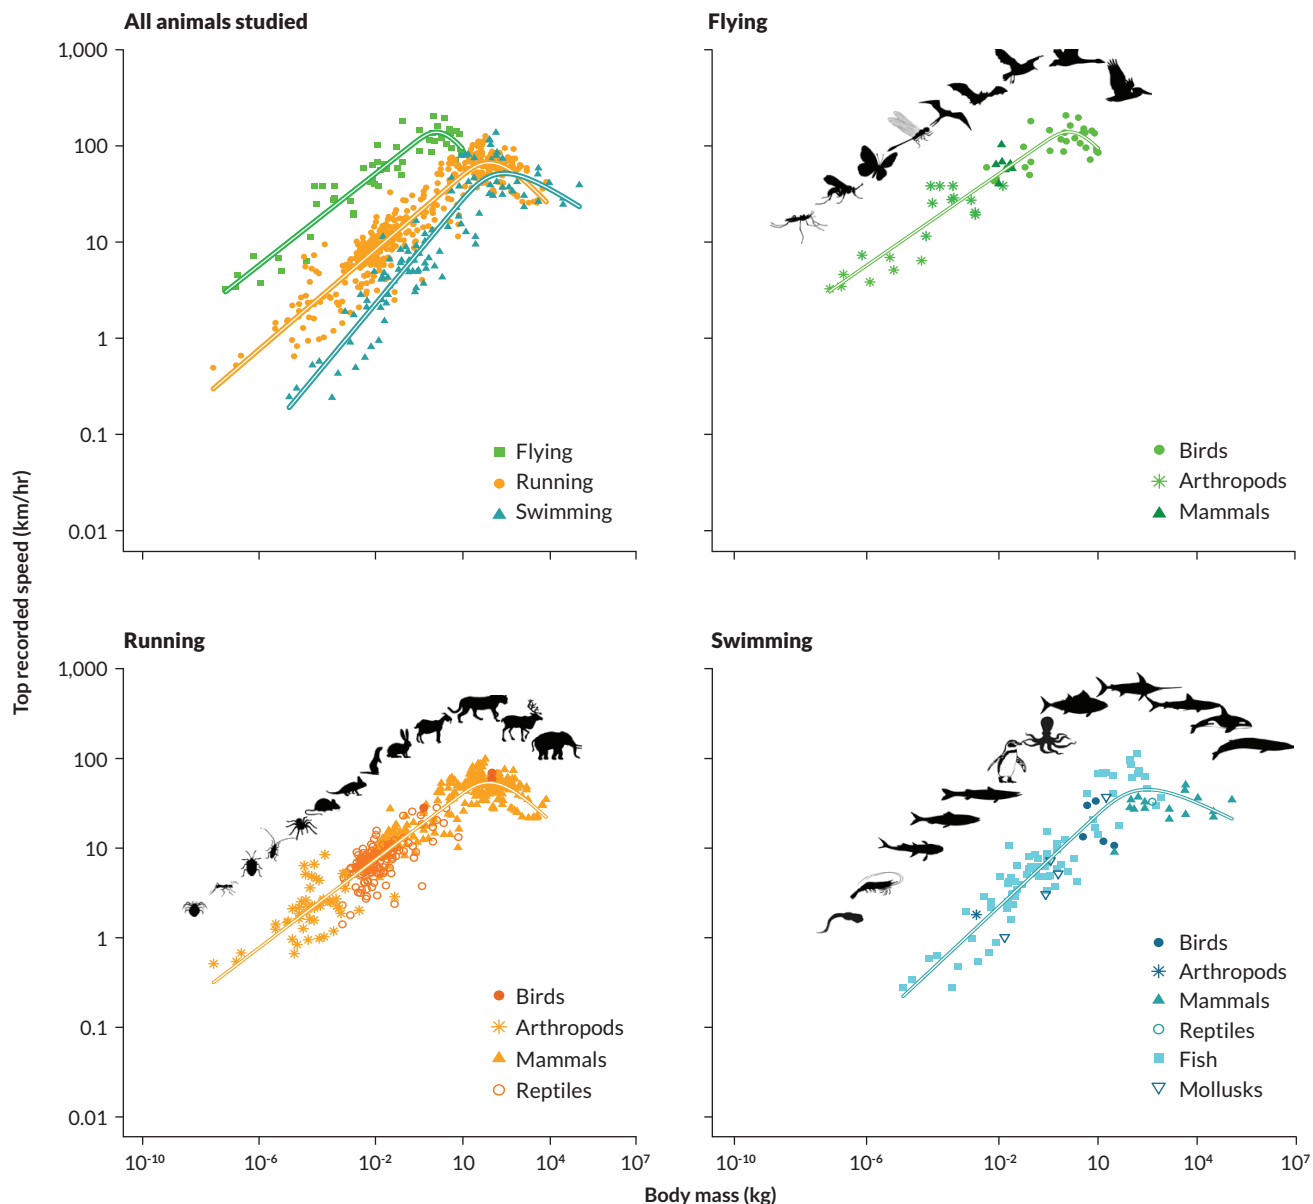 All animals studied
1,000
100
10
1
0.1
0.01
Flying
Running
Swimming
Flying
Birds
Arthropods
Mammals
Top recorded speed (km/hr)
Running
1,000
100
10
1
0.1
0.01
Birds
Arthropods
Mammals
Reptiles
10⁻¹⁰ 10⁻⁶ 10⁻² 10 10⁴ 10⁷
Swimming
Birds
Arthropods
Mammals
Reptiles
Fish
Mollusks
10⁻¹⁰ 10⁻⁶ 10⁻² 10 10⁴ 10⁷
Body mass (kg)